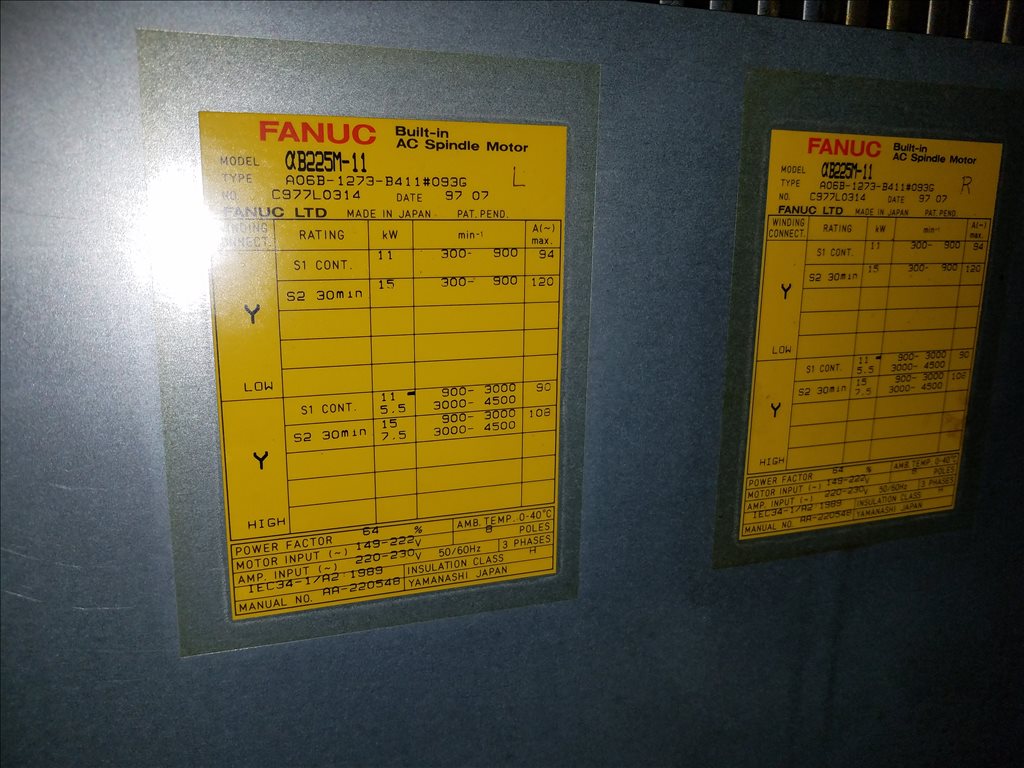 FANUC Built-in
AC Spindle Motor
MODEL αB225M-11
TYPE A06B-1273-B411#093G L
NO. C977L0314 DATE 97 07
FANUC LTD MADE IN JAPAN PAT.PEND.
WINDING CONNECT. RATING kW min-1 A(~) max.
S1 CONT. 11 300- 900 94
S2 30min 15 300- 900 120
Y
LOW
S1 CONT. 11 - 900- 3000 90
5.5 3000- 4500
S2 30min 15 900- 3000 108
7.5 3000- 4500
Y
HIGH
POWER FACTOR 64 % AMB.TEMP. 0-40°C
MOTOR INPUT (~) 149-222V 8 POLES
AMP. INPUT (~) 220-230V 50/60Hz 3 PHASES
IEC34-1/A2 1989 INSULATION CLASS H
MANUAL NO. AA-220548 YAMANASHI JAPAN
FANUC Built-in
AC Spindle Motor
MODEL αB225M-11
TYPE A06B-1273-B411#093G R
NO. C977L0314 DATE 97 07
FANUC LTD MADE IN JAPAN PAT.PEND.
WINDING CONNECT. RATING kW min-1 A(~) max.
S1 CONT. 11 300- 900 94
S2 30min 15 300- 900 120
Y
LOW
S1 CONT. 11 - 900- 3000 90
5.5 3000- 4500
S2 30min 15 900- 3000 108
7.5 3000- 4500
Y
HIGH
POWER FACTOR 64 % AMB.TEMP. 0-40°C
MOTOR INPUT (~) 149-222V 8 POLES
AMP. INPUT (~) 220-230V 50/60Hz 3 PHASES
IEC34-1/A2 1989 INSULATION CLASS H
MANUAL NO. AA-220548 YAMANASHI JAPAN